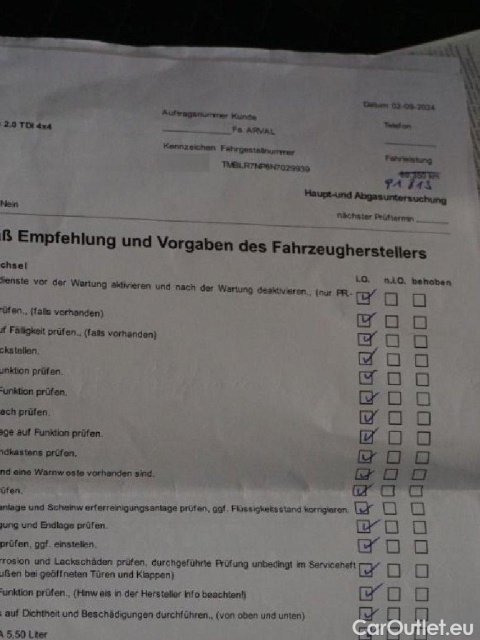 Datum 02-09-2024
Auftragsnummer Kunde
Telefon
2.0 TDI 4x4
Fa. ARVAL
Kennzeichen Fahrgestellnummer
Fahrleistung
TMBLR7NP6N7029939
91 815
Haupt-und Abgasuntersuchung
Nein
nächster Prüftermin
ß Empfehlung und Vorgaben des Fahrzeugherstellers
chsel
i.O. n.i.O. behoben
dienste vor der Wartung aktivieren und nach der Wartung deaktivieren., (nur PR-
rüfen., (falls vorhanden)
uf Fälligkeit prüfen., (falls vorhanden)
ckstellen.
unktion prüfen.
Funktion prüfen.
ach prüfen.
age auf Funktion prüfen.
ndkastens prüfen.
nd eine Warnweste vorhanden sind.
üfen.
anlage und Scheinwerferreinigungsanlage prüfen, ggf. Flüssigkeitsstand korrigieren.
gung und Endlage prüfen.
prüfen, ggf. einstellen.
rrosion und Lackschäden prüfen, durchgeführte Prüfung unbedingt im Serviceheft
ußen bei geöffneten Türen und Klappen)
Funktion prüfen., (Hinweis in der Hersteller Info beachten!)
s auf Dichtheit und Beschädigungen durchführen., (von oben und unten)
A 5,50 Liter
CarOutlet.eu